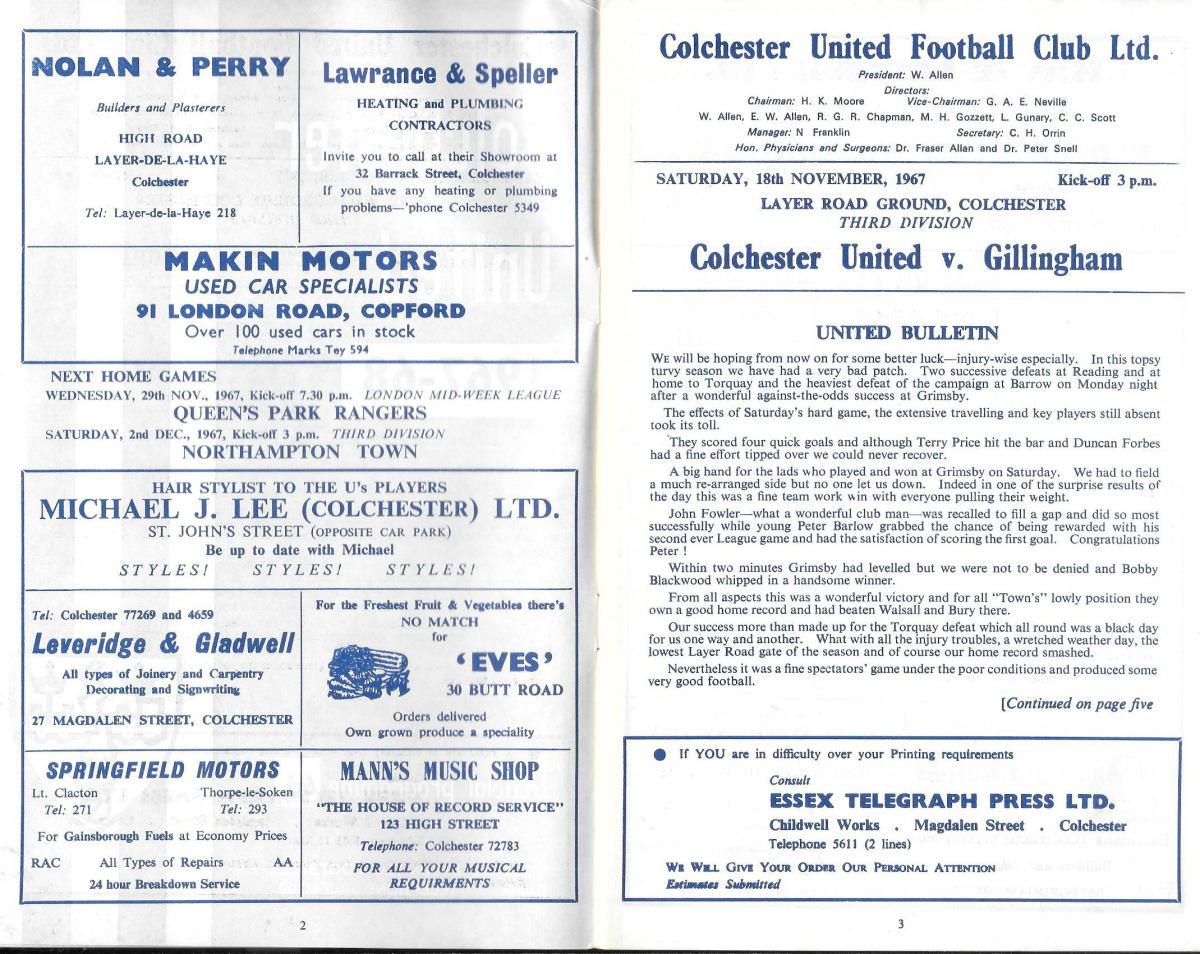 NOLAN & PERRY
Builders and Plasterers
HIGH ROAD
LAYER-DE-LA-HAYE
Colchester
Tel: Layer-de-la-Haye 218
Lawrance & Speller
HEATING and PLUMBING
CONTRACTORS
Invite you to call at their Showroom at
32 Barrack Street, Colchester
If you have any heating or plumbing
problems—'phone Colchester 5349
MAKIN MOTORS
USED CAR SPECIALISTS
91 LONDON ROAD, COPFORD
Over 100 used cars in stock
Telephone Marks Tey 594
NEXT HOME GAMES
WEDNESDAY, 29th NOV., 1967, Kick-off 7.30 p.m. LONDON MID-WEEK LEAGUE
QUEEN'S PARK RANGERS
SATURDAY, 2nd DEC., 1967, Kick-off 3 p.m. THIRD DIVISION
NORTHAMPTON TOWN
HAIR STYLIST TO THE U's PLAYERS
MICHAEL J. LEE (COLCHESTER) LTD.
ST. JOHN'S STREET (OPPOSITE CAR PARK)
Be up to date with Michael
STYLES! STYLES! STYLES!
Tel: Colchester 77269 and 4659
Leveridge & Gladwell
All types of Joinery and Carpentry
Decorating and Signwriting
27 MAGDALEN STREET, COLCHESTER
For the Freshest Fruit & Vegetables there's
NO MATCH
for
'EVES'
30 BUTT ROAD
Orders delivered
Own grown produce a speciality
SPRINGFIELD MOTORS
Lt. Clacton Thorpe-le-Soken
Tel: 271 Tel: 293
For Gainsborough Fuels at Economy Prices
RAC All Types of Repairs AA
24 hour Breakdown Service
MANN'S MUSIC SHOP
"THE HOUSE OF RECORD SERVICE"
123 HIGH STREET
Telephone: Colchester 72783
FOR ALL YOUR MUSICAL
REQUIRMENTS
2
Colchester United Football Club Ltd.
President: W. Allen
Directors:
Chairman: H. K. Moore Vice-Chairman: G. A. E. Neville
W. Allen, E. W. Allen, R. G. R. Chapman, M. H. Gozzett, L. Gunary, C. C. Scott
Manager: N Franklin Secretary: C. H. Orrin
Hon. Physicians and Surgeons: Dr. Fraser Allan and Dr. Peter Snell
SATURDAY, 18th NOVEMBER, 1967 Kick-off 3 p.m.
LAYER ROAD GROUND, COLCHESTER
THIRD DIVISION
Colchester United v. Gillingham
UNITED BULLETIN
WE will be hoping from now on for some better luck—injury-wise especially. In this topsy
turvy season we have had a very bad patch. Two successive defeats at Reading and at
home to Torquay and the heaviest defeat of the campaign at Barrow on Monday night
after a wonderful against-the-odds success at Grimsby.
The effects of Saturday's hard game, the extensive travelling and key players still absent
took its toll.
They scored four quick goals and although Terry Price hit the bar and Duncan Forbes
had a fine effort tipped over we could never recover.
A big hand for the lads who played and won at Grimsby on Saturday. We had to field
a much re-arranged side but no one let us down. Indeed in one of the surprise results of
the day this was a fine team work win with everyone pulling their weight.
John Fowler—what a wonderful club man—was recalled to fill a gap and did so most
successfully while young Peter Barlow grabbed the chance of being rewarded with his
second ever League game and had the satisfaction of scoring the first goal. Congratulations
Peter !
Within two minutes Grimsby had levelled but we were not to be denied and Bobby
Blackwood whipped in a handsome winner.
From all aspects this was a wonderful victory and for all "Town's" lowly position they
own a good home record and had beaten Walsall and Bury there.
Our success more than made up for the Torquay defeat which all round was a black day
for us one way and another. What with all the injury troubles, a wretched weather day, the
lowest Layer Road gate of the season and of course our home record smashed.
Nevertheless it was a fine spectators' game under the poor conditions and produced some
very good football.
[Continued on page five
● If YOU are in difficulty over your Printing requirements
Consult
ESSEX TELEGRAPH PRESS LTD.
Childwell Works . Magdalen Street . Colchester
Telephone 5611 (2 lines)
WE WILL GIVE YOUR ORDER OUR PERSONAL ATTENTION
Estimates Submitted
3